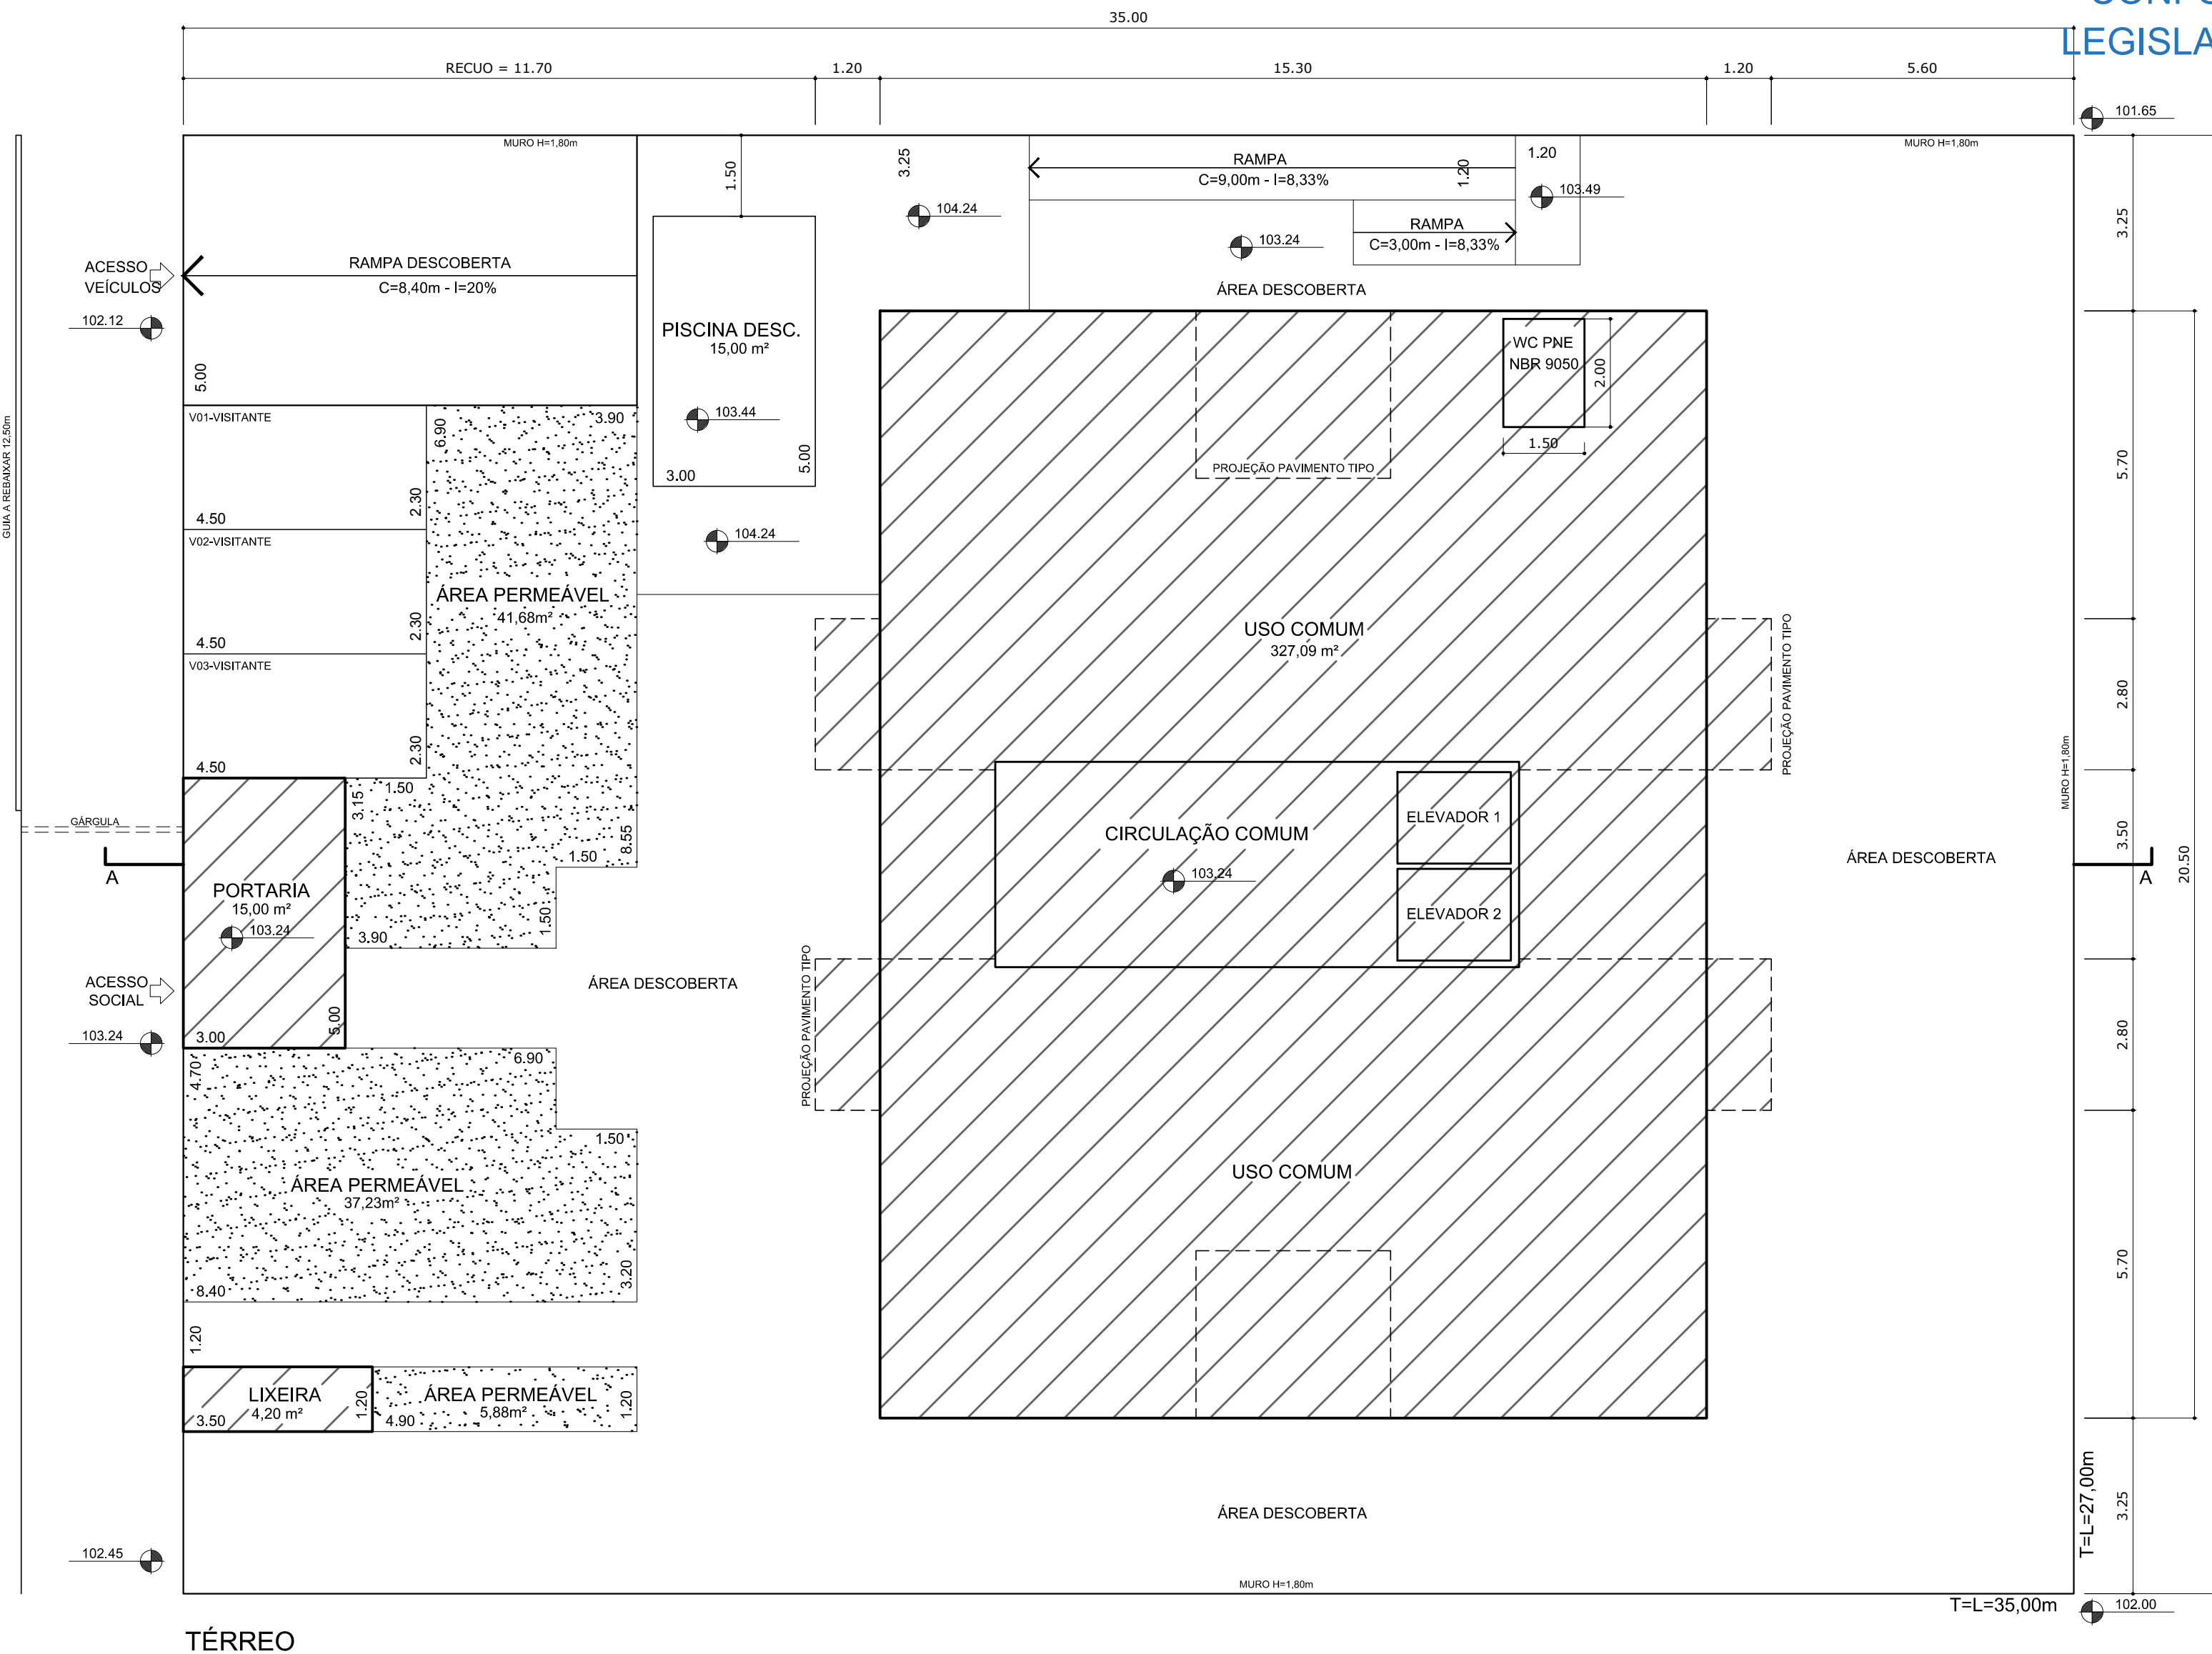 CONFO
LEGISLA
35.00
RECUO = 11.70
1.20
15.30
1.20
5.60
101.65
MURO H=1,80m
MURO H=1,80m
1.50
3.25
RAMPA
C=9,00m - I=8,33%
1.20
1.20
103.49
104.24
103.24
RAMPA
C=3,00m - I=8,33%
3.25
ACESSO
VEÍCULOS
RAMPA DESCOBERTA
C=8,40m - I=20%
ÁREA DESCOBERTA
102.12
PISCINA DESC.
15,00 m²
WC PNE
NBR 9050
2.00
5.00
V01-VISITANTE
6.90
3.90
103.44
1.50
5.00
3.00
PROJEÇÃO PAVIMENTO TIPO
5.70
GUIA A REBAIXAR 12,50m
4.50
2.30
V02-VISITANTE
104.24
ÁREA PERMEÁVEL
41,68m²
4.50
2.30
V03-VISITANTE
USO COMUM
327,09 m²
PROJEÇÃO PAVIMENTO TIPO
2.80
4.50
2.30
1.50
3.15
MURO H=1,80m
GÁRGULA
8.55
1.50
CIRCULAÇÃO COMUM
ELEVADOR 1
3.50
20.50
ÁREA DESCOBERTA
A
A
PORTARIA
15,00 m²
103.24
103.24
ELEVADOR 2
3.90
1.50
ACESSO
SOCIAL
ÁREA DESCOBERTA
PROJEÇÃO PAVIMENTO TIPO
103.24
3.00
5.00
2.80
4.70
6.90
1.50
ÁREA PERMEÁVEL
37,23m²
USO COMUM
8.40
3.20
5.70
1.20
LIXEIRA
4,20 m²
3.50
1.20
ÁREA PERMEÁVEL
5,88m²
4.90
1.20
ÁREA DESCOBERTA
T=L=27,00m
3.25
102.45
MURO H=1,80m
T=L=35,00m
102.00
TÉRREO